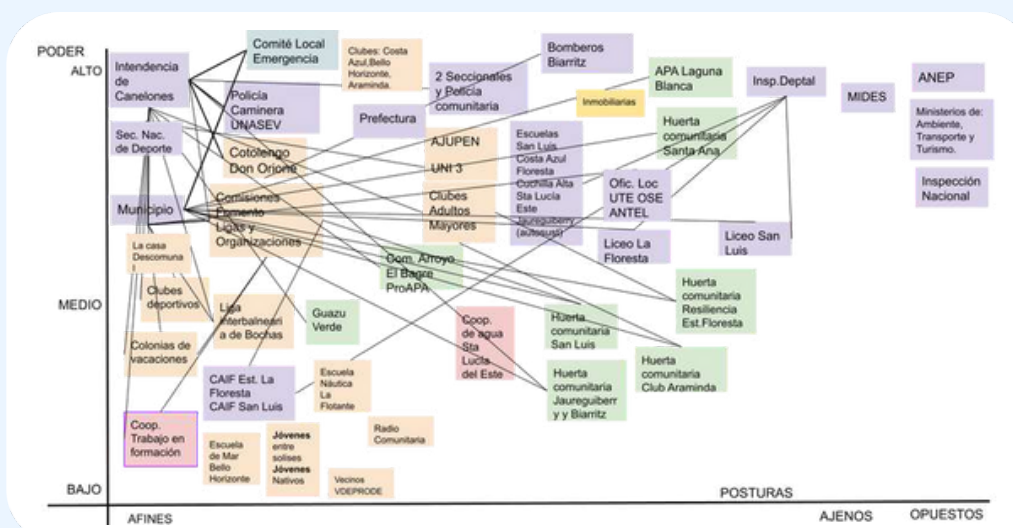 PODER
ALTO
Intendencia
de
Canelones
Comité Local
Emergencia
Clubes: Costa
Azul,Bello
Horizonte,
Araminda.
Bomberos
Biarritz
2 Seccionales
y Policía
comunitaria
APA Laguna
Blanca
Insp.Deptal
MIDES
ANEP
Policía
Caminera
UNASEV
Prefectura
Inmobiliarias
Ministerios de:
Ambiente,
Transporte y
Turismo.
Sec. Nac.
de Deporte
Cotolengo
Don Orione
AJUPEN
UNI 3
Escuelas
San Luis
Costa Azul
Floresta
Cuchilla Alta
Sta Lucía
Este
Jaureguiberry
(autosust)
Huerta
comunitaria
Santa Ana
Inspección
Nacional
Municipio
Comisiones
Fomento
Ligas y
Organizaciones
Clubes
Adultos
Mayores
Ofic. Loc
UTE OSE
ANTEL
Liceo La
Floresta
Liceo San
Luis
La casa
Descomuna
l
Com. Arroyo
El Bagre
ProAPA
MEDIO
Clubes
deportivos
Liga
Interbalneari
a de Bochas
Guazu
Verde
Coop.
de agua
Sta
Lucía
del Este
Huerta
comunitaria
San Luis
Huerta
comunitaria
Resiliencia
Est.Floresta
Colonias de
vacaciones
CAIF Est. La
Floresta
CAIF San Luis
Escuela
Náutica
La
Flotante
Huerta
comunitaria
Jaureguiberr
y y Biarritz
Huerta
comunitaria
Club Araminda
Coop.
Trabajo en
formación
Escuela
de Mar
Bello
Horizonte
Jóvenes
entre
solises
Jóvenes
Nativos
Radio
Comunitaria
Vecinos
VDEPRODE
BAJO
POSTURAS
AFINES
AJENOS
OPUESTOS